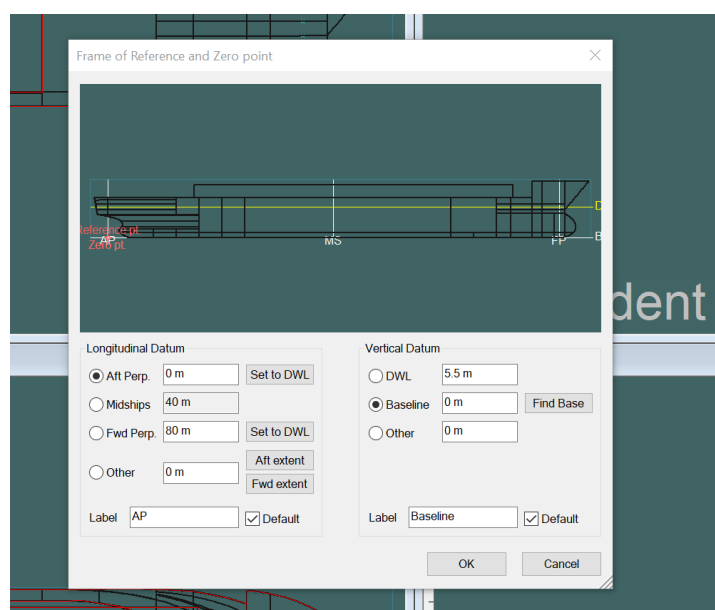 Frame of Reference and Zero point
D
Reference pt.
Zero pt.
AP
MS
FP
B
dent
Longitudinal Datum
Aft Perp. 0 m Set to DWL
Midships 40 m
Fwd Perp. 80 m Set to DWL
Other 0 m Aft extent
Fwd extent
Label AP Default
Vertical Datum
DWL 5.5 m
Baseline 0 m Find Base
Other 0 m
Label Baseline Default
OK Cancel